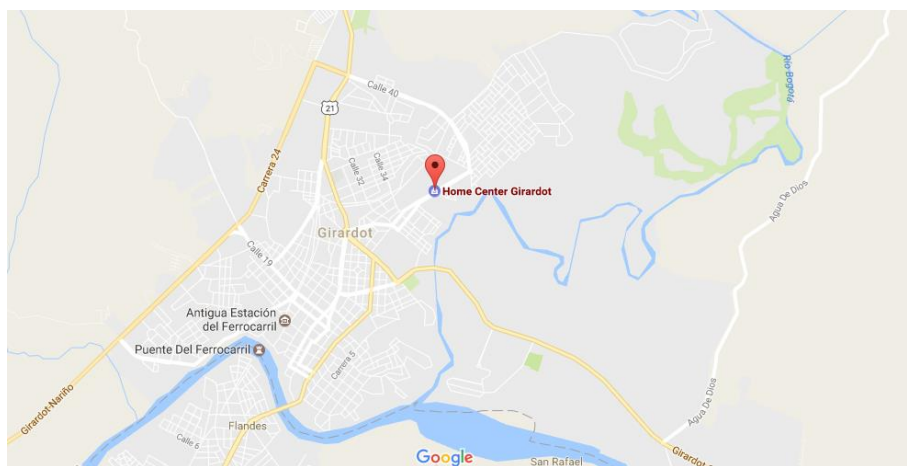 Río Bogotá
Calle 40
21
Carrera 24
Calle 32
Calle 34
Home Center Girardot
Agua De Dios
Girardot
Calle 19
Antigua Estación
del Ferrocarril
Puente Del Ferrocarril
Carrera 5
Girardot-Nariño
Agua De Dios
Flandes
Calle 6
Girardot
Google
San Rafael